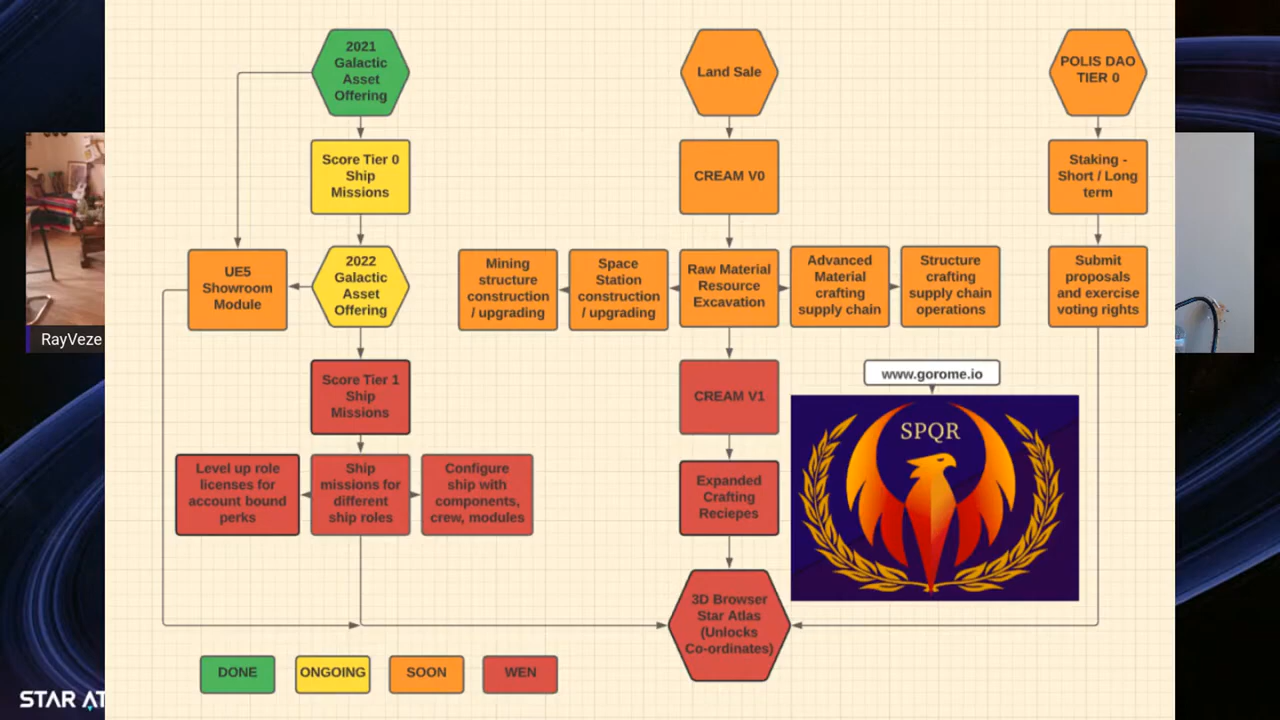 2021
Galactic
Asset
Offering
Land Sale
POLIS DAO
TIER 0
Score Tier 0
Ship
Missions
CREAM V0
Staking -
Short / Long
term
UE5
Showroom
Module
2022
Galactic
Asset
Offering
Mining
structure
construction
/ upgrading
Space
Station
construction
/ upgrading
Raw Material
Resource
Excavation
Advanced
Material
crafting
supply chain
Structure
crafting
supply chain
operations
Submit
proposals
and exercise
voting rights
RayVeze
Score Tier 1
Ship
Missions
CREAM V1
www.gorome.io
SPQR
Level up role
licenses for
account bound
perks
Ship
missions for
different
ship roles
Configure
ship with
components,
crew, modules
Expanded
Crafting
Reciepes
3D Browser
Star Atlas
(Unlocks
Co-ordinates)
DONE
ONGOING
SOON
WEN
STAR AT